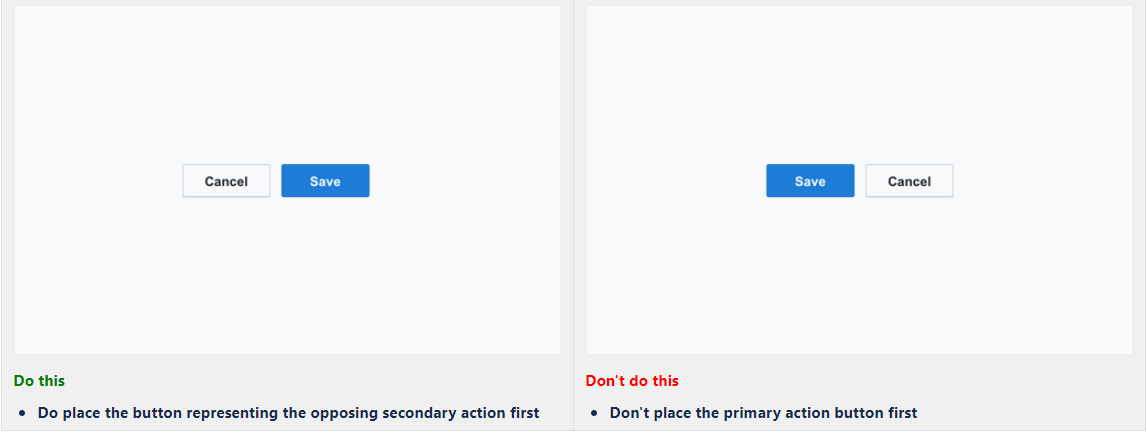 Cancel
Save
Do this
• Do place the button representing the opposing secondary action first
Save
Cancel
Don't do this
• Don't place the primary action button first